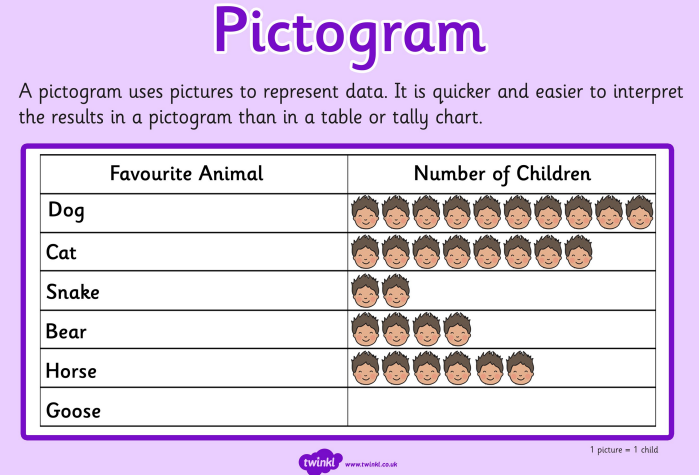 Pictogram
A pictogram uses pictures to represent data. It is quicker and easier to interpret
the results in a pictogram than in a table or tally chart.
Favourite Animal Number of Children
Dog
Cat
Snake
Bear
Horse
Goose
1 picture = 1 child
twinkl www.twinkl.co.uk